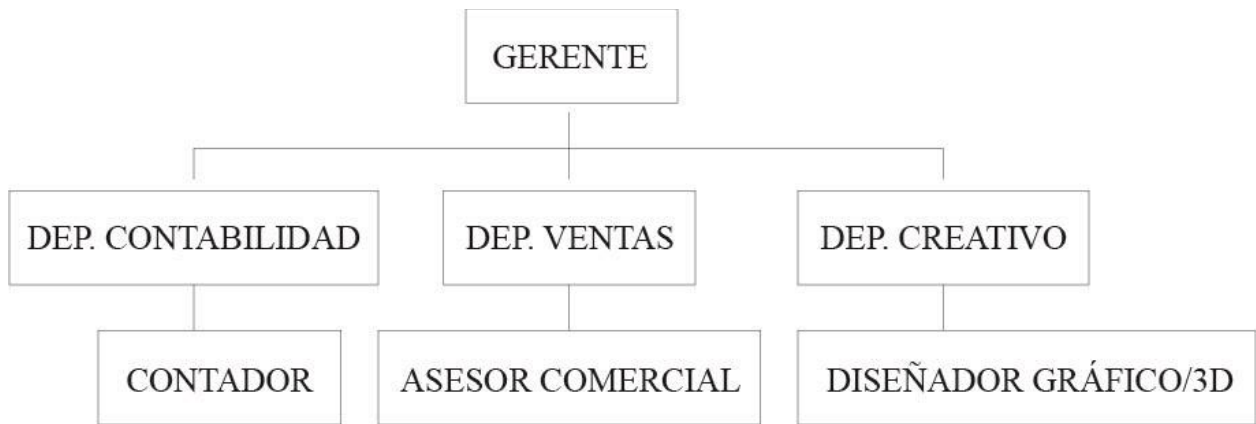 GERENTE
DEP. CONTABILIDAD
DEP. VENTAS
DEP. CREATIVO
CONTADOR
ASESOR COMERCIAL
DISEÑADOR GRÁFICO/3D